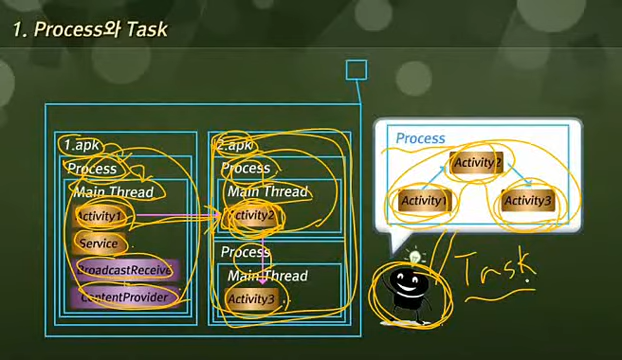 1. Process와 Task
1.apk
Process
Main Thread
Activity1
Service
BroadcastReceive
ContentProvider
2.apk
Process
Main Thread
Activity2
Process
Main Thread
Activity3
Process
Activity2
Activity1
Activity3
Task